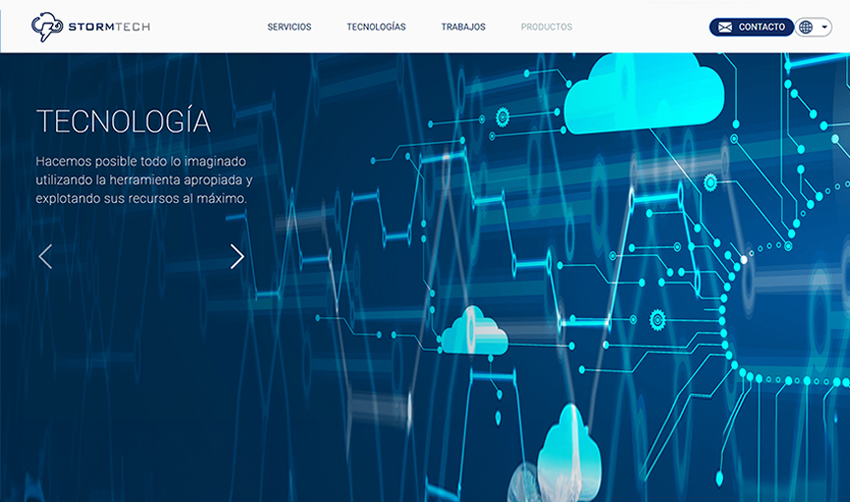 STORMTECH
SERVICIOS
TECNOLOGÍAS
TRABAJOS
PRODUCTOS
CONTACTO
TECNOLOGÍA
Hacemos posible todo lo imaginado
utilizando la herramienta apropiada y
explotando sus recursos al máximo.